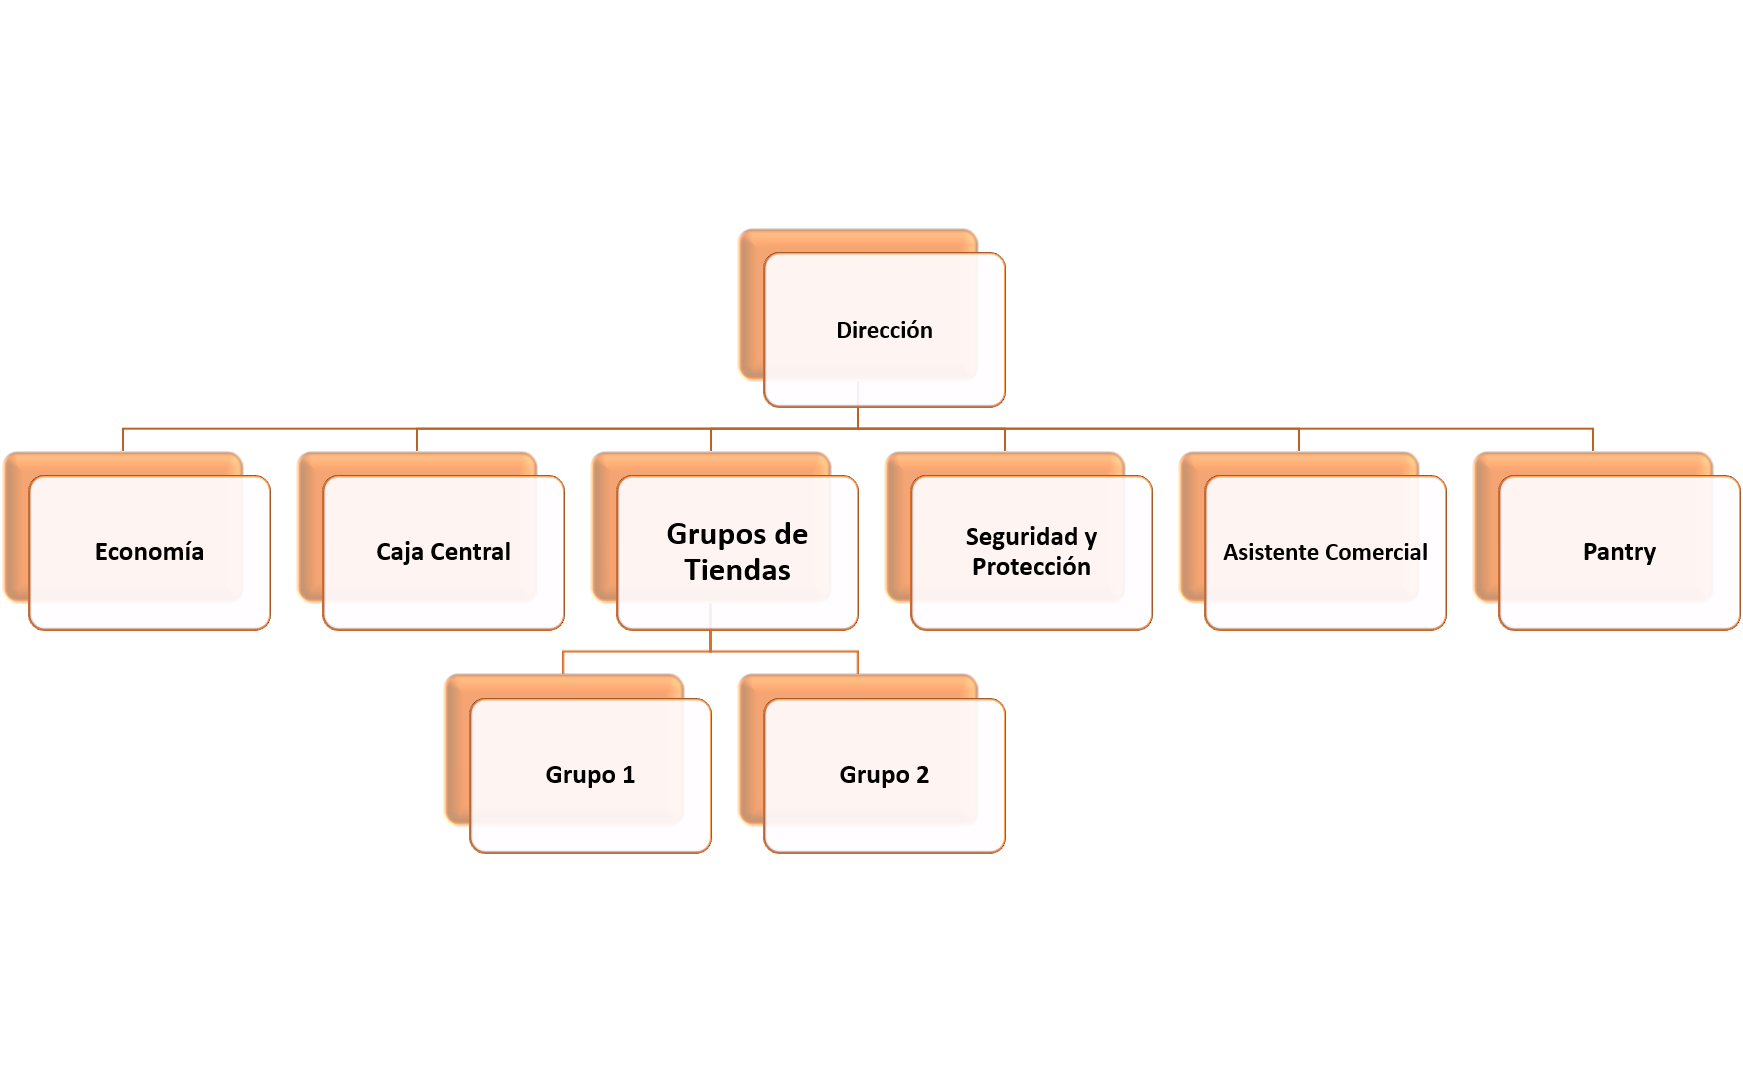 Dirección
Economía
Caja Central
Grupos de
Tiendas
Seguridad y
Protección
Asistente Comercial
Pantry
Grupo 1
Grupo 2